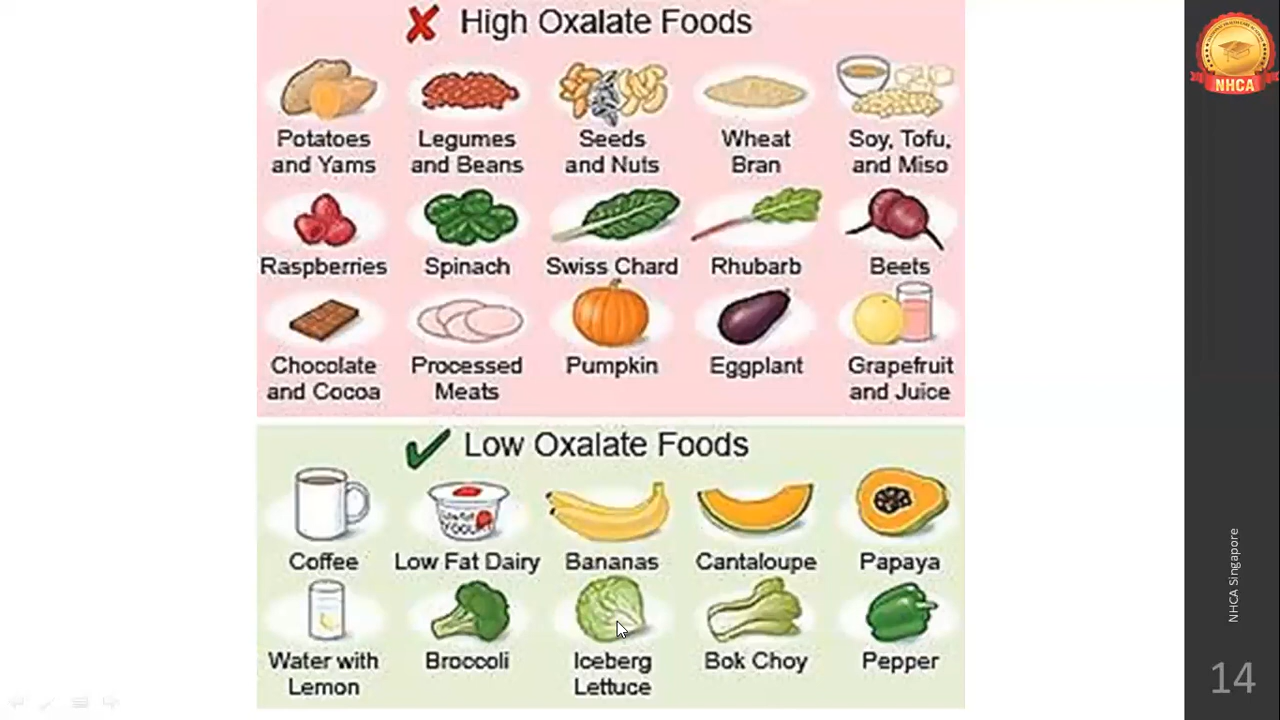 High Oxalate Foods
Potatoes and Yams
Legumes and Beans
Seeds and Nuts
Wheat Bran
Soy, Tofu, and Miso
Raspberries
Spinach
Swiss Chard
Rhubarb
Beets
Chocolate and Cocoa
Processed Meats
Pumpkin
Eggplant
Grapefruit and Juice
Low Oxalate Foods
Coffee
Low Fat Dairy
Bananas
Cantaloupe
Papaya
Water with Lemon
Broccoli
Iceberg Lettuce
Bok Choy
Pepper
NHCA
NHCA Singapore
14